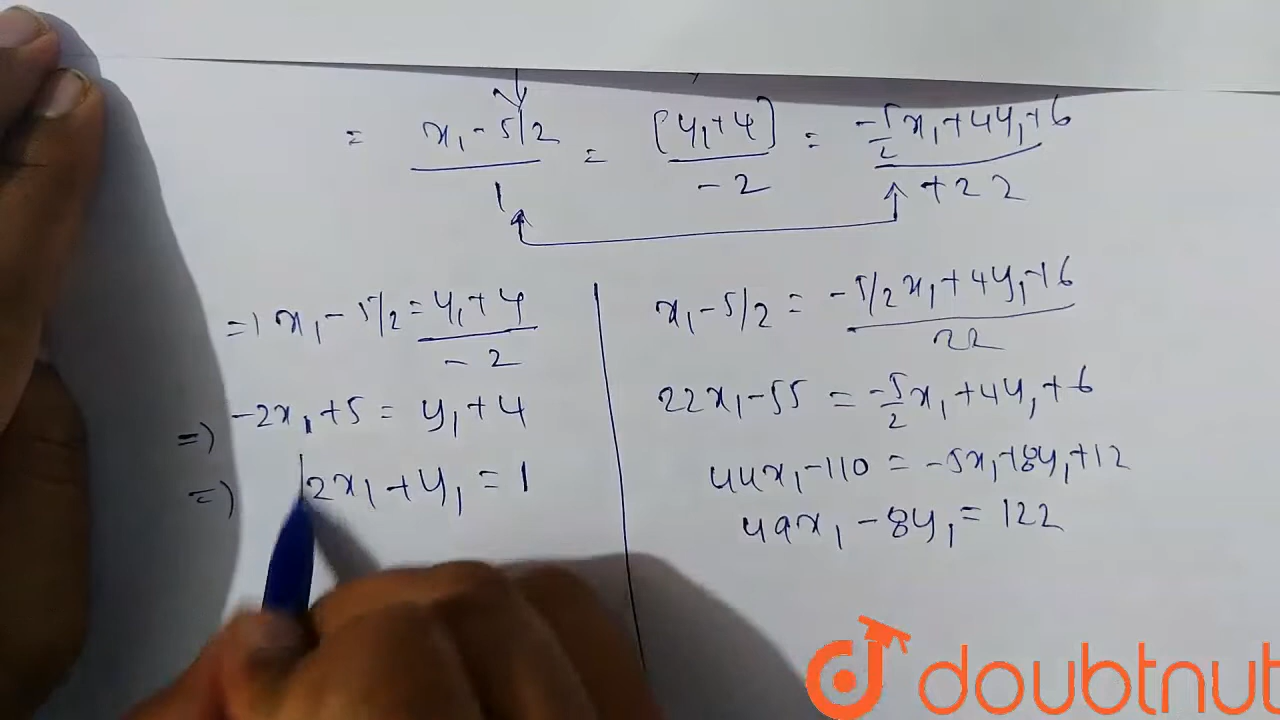 = x₁ - 5/2 / 1 = [y₁ + 4] / -2 = -5/2 x₁ + 4y₁ + 6 / +22
=) x₁ - 5/2 = y₁ + 4 / -2
=) -2x₁ + 5 = y₁ + 4
=) 2x₁ + y₁ = 1
x₁ - 5/2 = -5/2 x₁ + 4y₁ + 6 / 22
22x₁ - 55 = -5/2 x₁ + 4y₁ + 6
44x₁ - 110 = -5x₁ + 8y₁ + 12
49x₁ - 8y₁ = 122
doubtnut